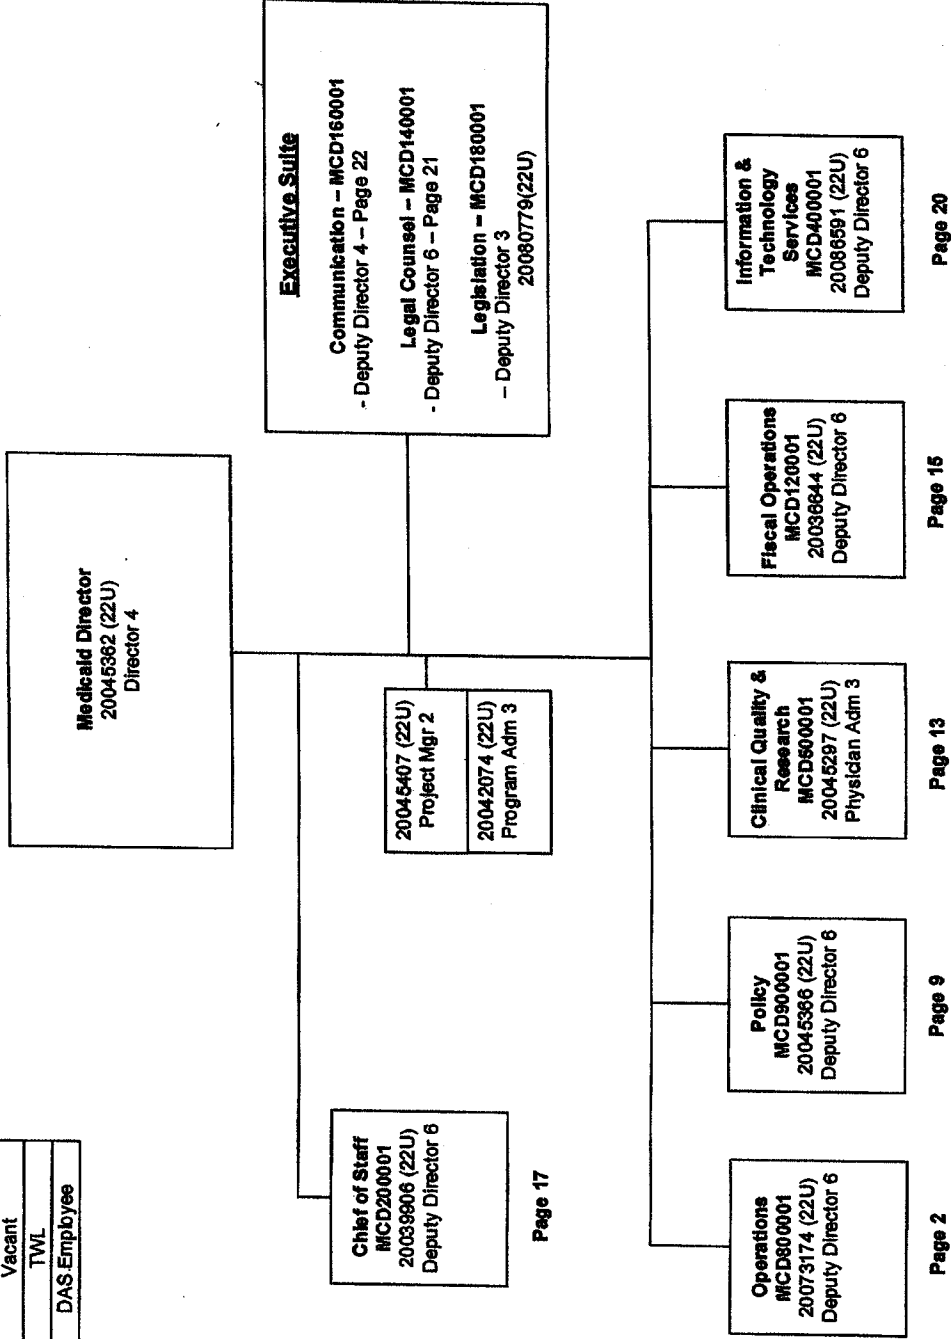 Vacant
TWL
DAS Employee
Medicaid Director
20045362 (22U)
Director 4
Executive Suite
Communication – MCD160001
- Deputy Director 4 – Page 22
Legal Counsel – MCD140001
- Deputy Director 6 – Page 21
Legislation – MCD180001
– Deputy Director 3
20080779(22U)
20045407 (22U)
Project Mgr 2
20042074 (22U)
Program Adm 3
Chief of Staff
MCD200001
20039906 (22U)
Deputy Director 6
Page 17
Operations
MCD800001
20073174 (22U)
Deputy Director 6
Page 2
Policy
MCD900001
20045366 (22U)
Deputy Director 6
Page 9
Clinical Quality &
Research
MCD500001
20045297 (22U)
Physician Adm 3
Page 13
Fiscal Operations
MCD120001
20036644 (22U)
Deputy Director 6
Page 15
Information &
Technology
Services
MCD400001
20086591 (22U)
Deputy Director 6
Page 20